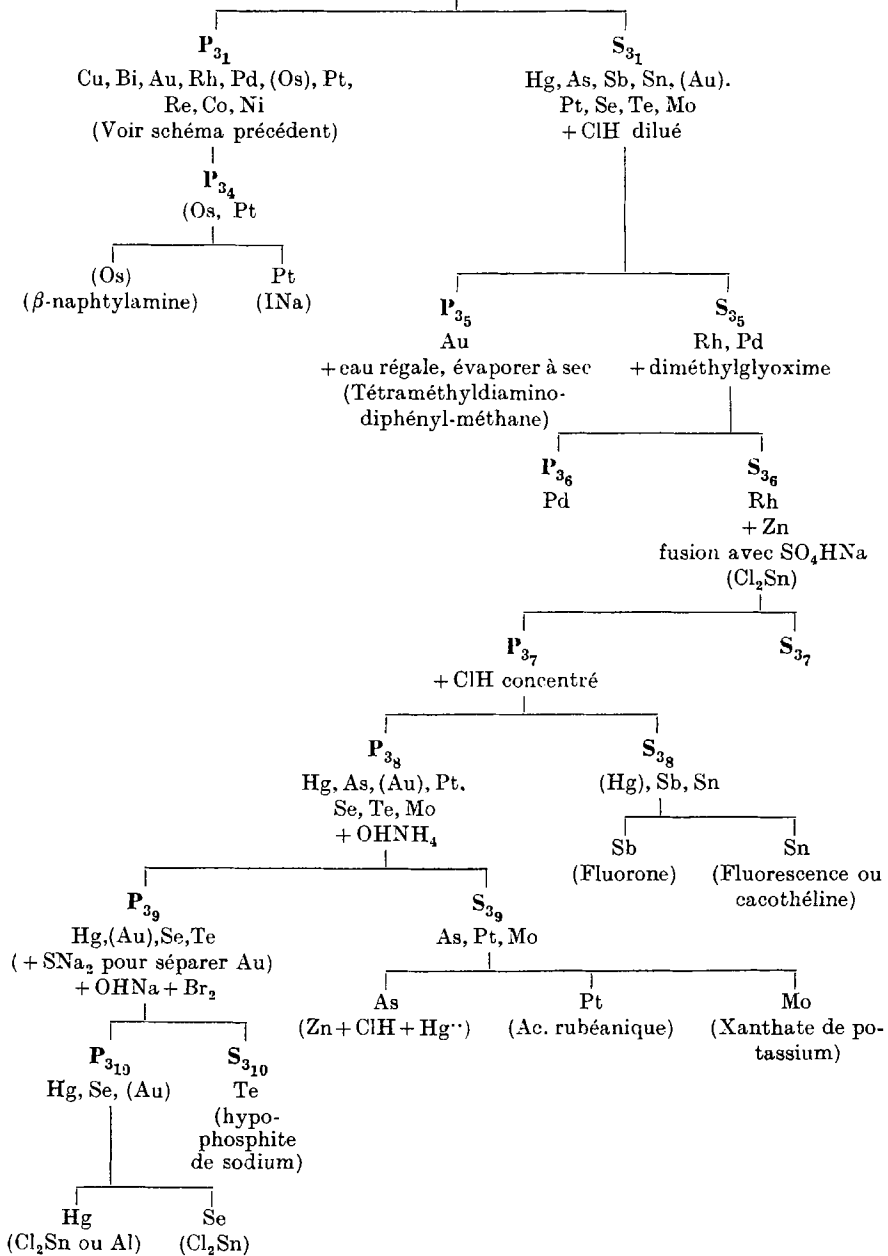 P₃₁ S₃₁
Cu, Bi, Au, Rh, Pd, (Os), Pt, Hg, As, Sb, Sn, (Au).
Re, Co, Ni Pt, Se, Te, Mo
(Voir schéma précédent) + ClH dilué
P₃₄
(Os, Pt
(Os) Pt
(β-naphtylamine) (INa)
P₃₅ S₃₅
Au Rh, Pd
+ eau régale, évaporer à sec + diméthylglyoxime
(Tétraméthyldiamino-
diphényl-méthane)
P₃₆ S₃₆
Pd Rh
+ Zn
fusion avec SO₄HNa
(Cl₂Sn)
P₃₇ S₃₇
+ ClH concentré
P₃₈ S₃₈
Hg, As, (Au), Pt. (Hg), Sb, Sn
Se, Te, Mo
+ OHNH₄
Sb Sn
(Fluorone) (Fluorescence ou
cacothéline)
P₃₉ S₃₉
Hg,(Au),Se,Te As, Pt, Mo
( + SNa₂ pour séparer Au)
+ OHNa + Br₂
As Pt Mo
(Zn + ClH + Hg··) (Ac. rubéanique) (Xanthate de po-
tassium)
P₃₁₀ S₃₁₀
Hg, Se, (Au) Te
(hypo-
phosphite
de sodium)
Hg Se
(Cl₂Sn ou Al) (Cl₂Sn)